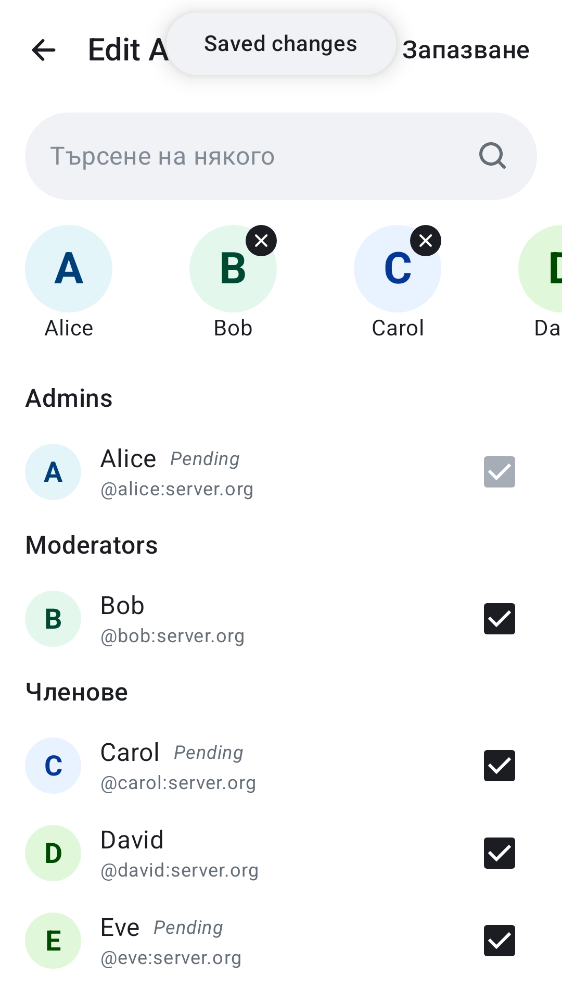 Edit A
Saved changes
Запазване
Търсене на някого
A B C D
Alice Bob Carol Da
Admins
A Alice Pending
@alice:server.org
Moderators
B Bob
@bob:server.org
Членове
C Carol Pending
@carol:server.org
D David
@david:server.org
E Eve Pending
@eve:server.org